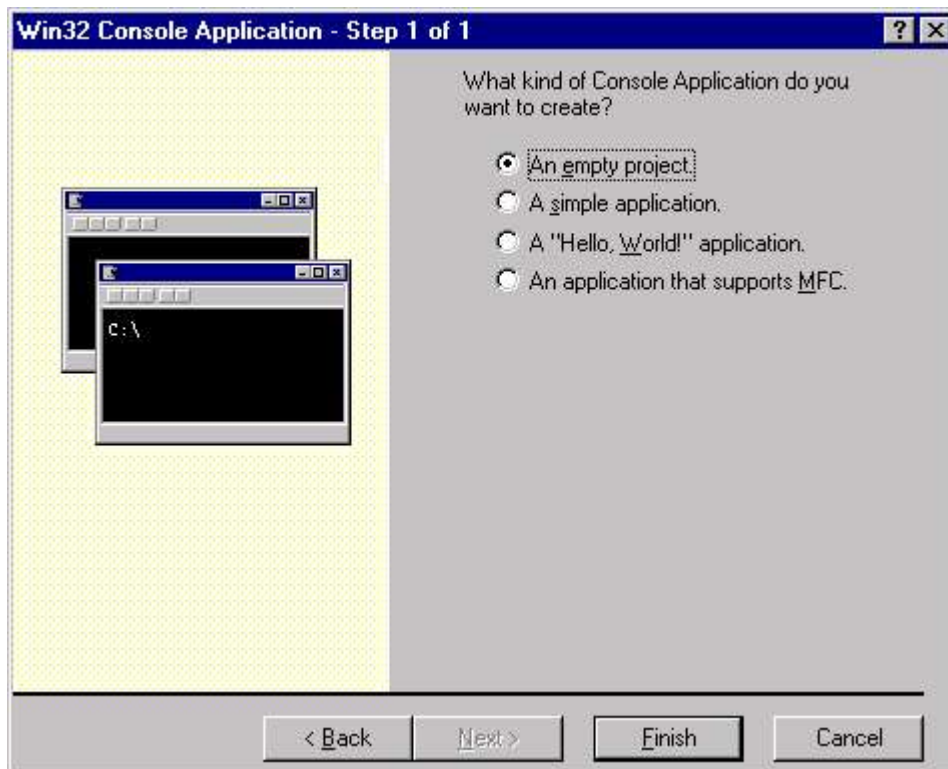 Win32 Console Application - Step 1 of 1
What kind of Console Application do you
want to create?
An empty project.
A simple application.
A "Hello, World!" application.
An application that supports MFC.
C:\
< Back
Next >
Finish
Cancel